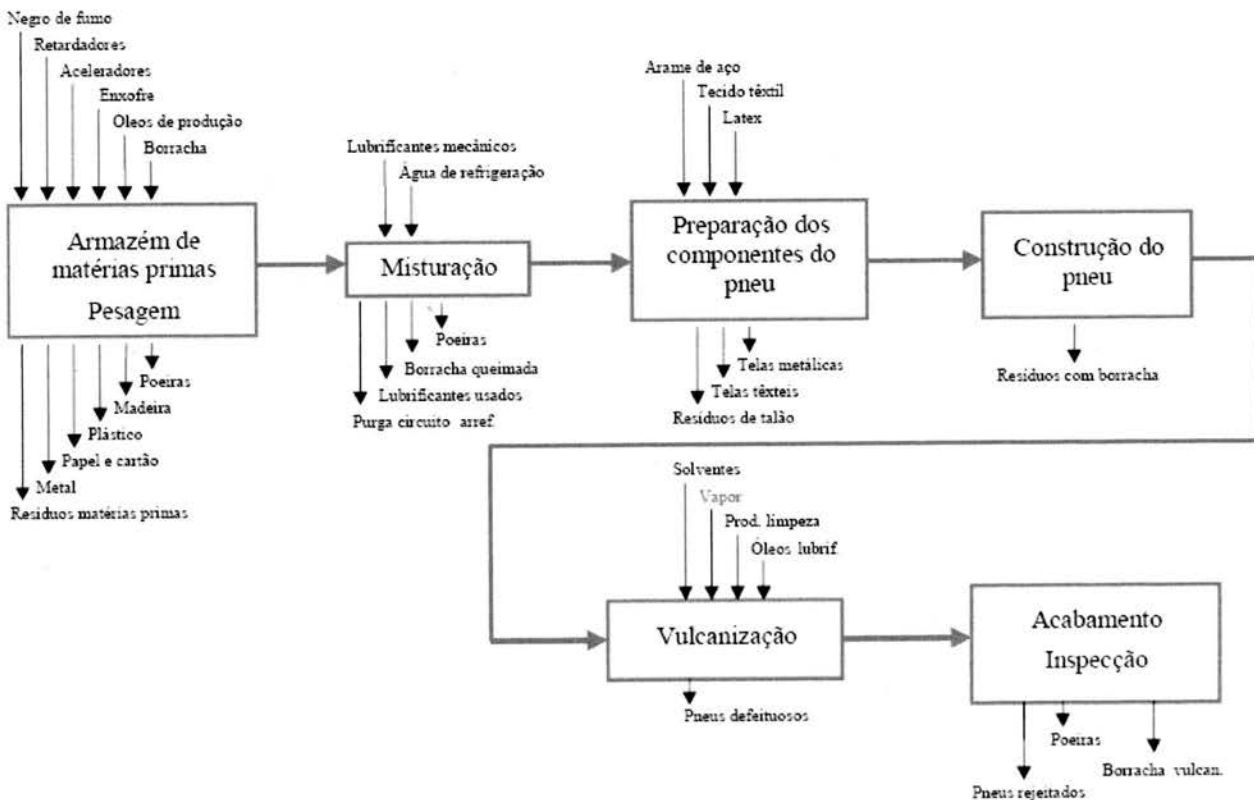 Negro de fumo
Retardadores
Aceleradores
Enxofre
Óleos de produção
Borracha
Armazém de
matérias primas
Pesagem
Poeiras
Madeira
Plástico
Papel e cartão
Metal
Resíduos matérias primas
Lubrificantes mecânicos
Água de refrigeração
Misturação
Poeiras
Borracha queimada
Lubrificantes usados
Purga circuito arref.
Arame de aço
Tecido têxtil
Latex
Preparação dos
componentes do
pneu
Telas metálicas
Telas têxteis
Resíduos de talão
Construção do
pneu
Resíduos com borracha
Solventes
Vapor
Prod. limpeza
Óleos lubrif.
Vulcanização
Pneus defeituosos
Acabamento
Inspecção
Poeiras
Borracha vulcan.
Pneus rejeitados